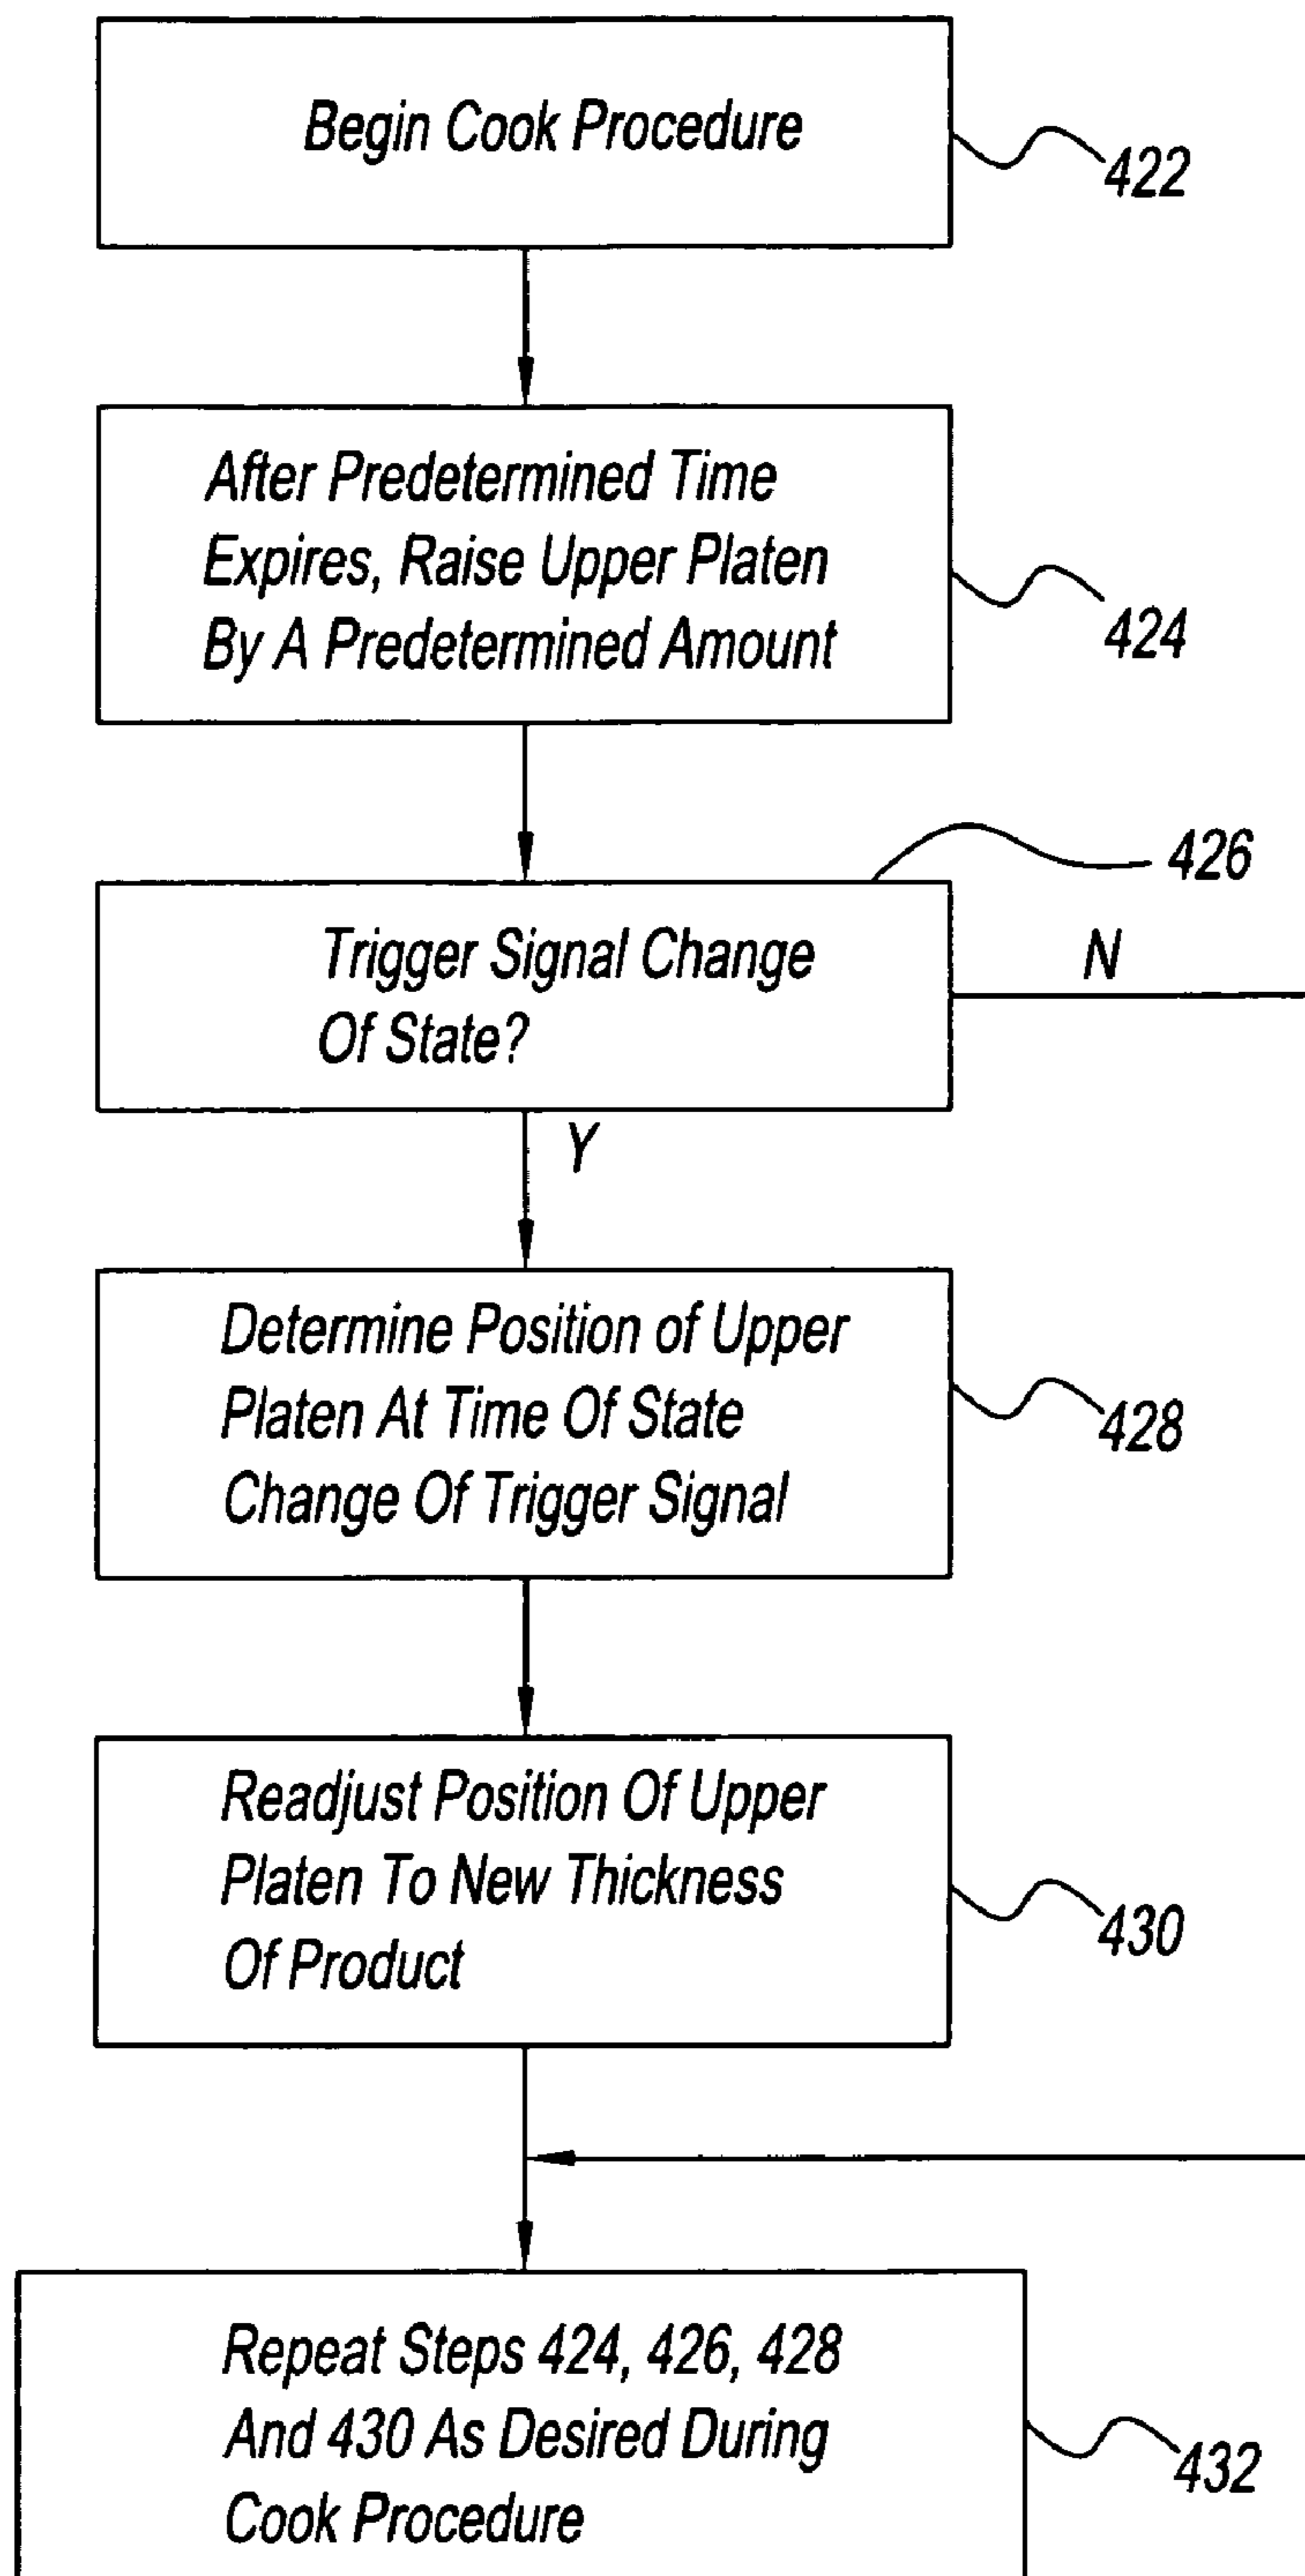 Begin Cook Procedure
422
After Predetermined Time
Expires, Raise Upper Platen
By A Predetermined Amount
424
426
Trigger Signal Change
Of State?
N
Y
Determine Position of Upper
Platen At Time Of State
Change Of Trigger Signal
428
Readjust Position Of Upper
Platen To New Thickness
Of Product
430
Repeat Steps 424, 426, 428
And 430 As Desired During
Cook Procedure
432